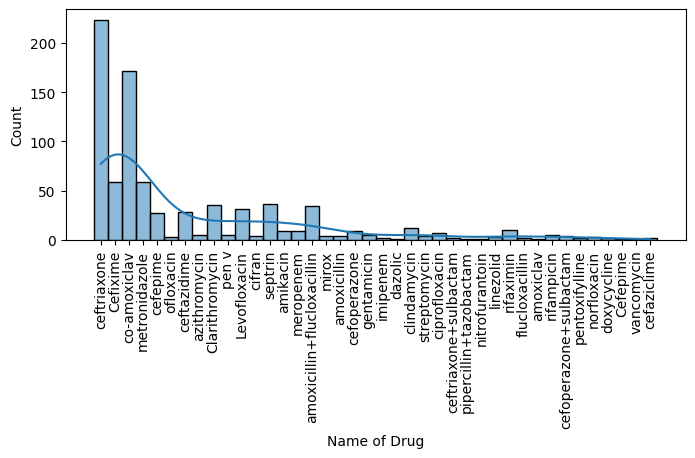 200
150
100
50
0
Count
ceftriaxone
Cefixime
co-amoxiclav
metronidazole
cefepime
ofloxacin
ceftazidime
azithromycin
Clarithromycin
pen v
Levofloxacin
cifran
septrin
amikacin
meropenem
amoxicillin+flucloxacillin
mirox
amoxicillin
cefoperazone
gentamicin
imipenem
dazolic
clindamycin
streptomycin
ciprofloxacin
ceftriaxone+sulbactam
pipercillin+tazobactam
nitrofurantoin
linezolid
rifaximin
flucloxacillin
amoxiclav
rifampicin
cefoperazone+sulbactam
pentoxifylline
norfloxacin
doxycycline
Cefepime
vancomycin
cefaziclime
Name of Drug